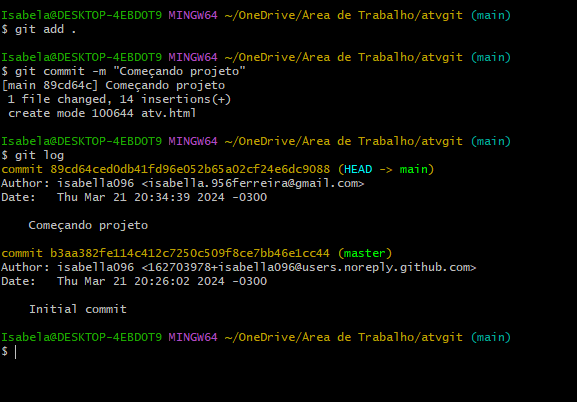 Isabela@DESKTOP-4EBDOT9 MINGW64 ~/OneDrive/Área de Trabalho/atvgit (main)
$ git add .
Isabela@DESKTOP-4EBDOT9 MINGW64 ~/OneDrive/Área de Trabalho/atvgit (main)
$ git commit -m "Começando projeto"
[main 89cd64c] Começando projeto
1 file changed, 14 insertions(+)
create mode 100644 atv.html
Isabela@DESKTOP-4EBDOT9 MINGW64 ~/OneDrive/Área de Trabalho/atvgit (main)
$ git log
commit 89cd64ced0db41fd96e052b65a02cf24e6dc9088 (HEAD -> main)
Author: isabella096 <isabella.956ferreira@gmail.com>
Date:   Thu Mar 21 20:34:39 2024 -0300
Começando projeto
commit b3aa382fe114c412c7250c509f8ce7bb46e1cc44 (master)
Author: isabella096 <162703978+isabella096@users.noreply.github.com>
Date:   Thu Mar 21 20:26:02 2024 -0300
Initial commit
Isabela@DESKTOP-4EBDOT9 MINGW64 ~/OneDrive/Área de Trabalho/atvgit (main)
$